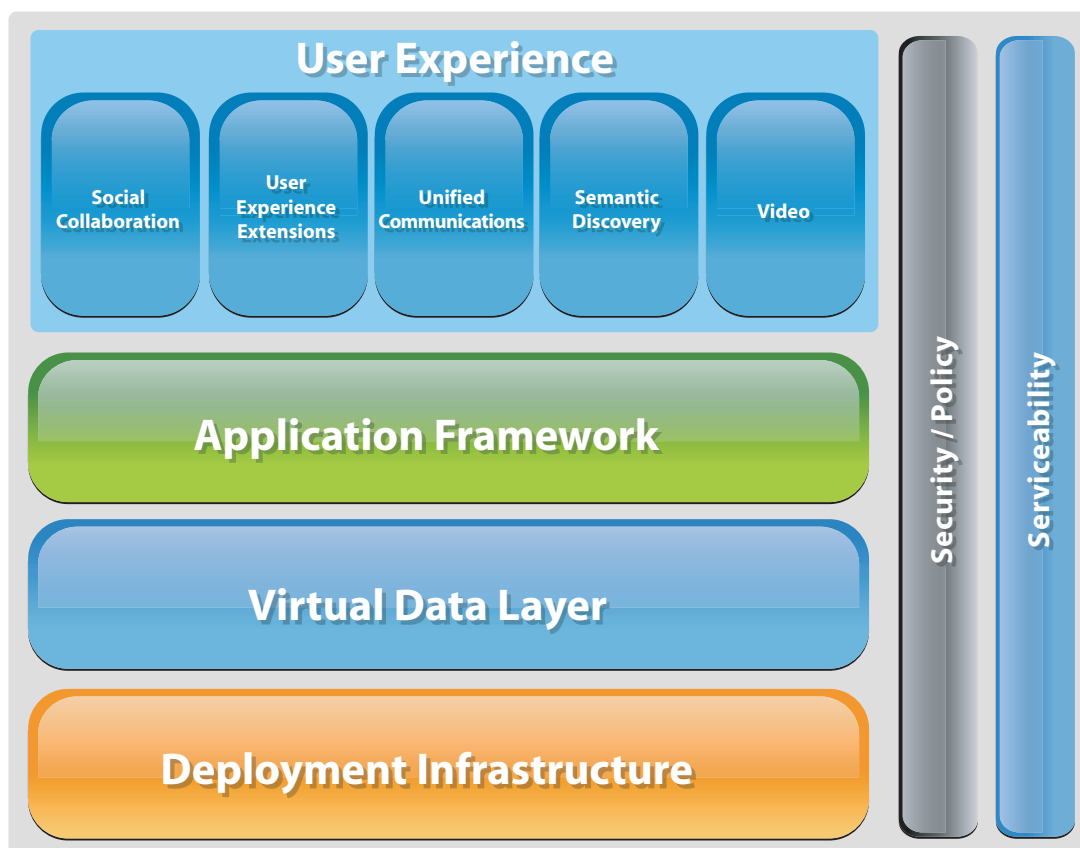 User Experience
Social
Collaboration
User
Experience
Extensions
Unified
Communications
Semantic
Discovery
Video
Application Framework
Virtual Data Layer
Deployment Infrastructure
Security / Policy
Serviceability